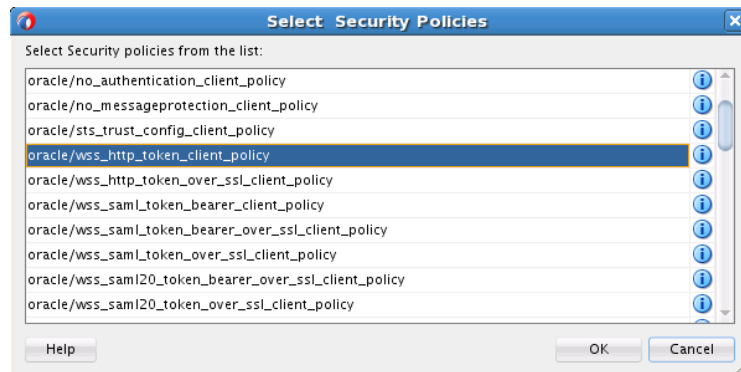 Select Security Policies
Select Security policies from the list:
oracle/no_authentication_client_policy
oracle/no_messageprotection_client_policy
oracle/sts_trust_config_client_policy
oracle/wss_http_token_client_policy
oracle/wss_http_token_over_ssl_client_policy
oracle/wss_saml_token_bearer_client_policy
oracle/wss_saml_token_bearer_over_ssl_client_policy
oracle/wss_saml_token_over_ssl_client_policy
oracle/wss_saml20_token_bearer_over_ssl_client_policy
oracle/wss_saml20_token_over_ssl_client_policy
Help OK Cancel